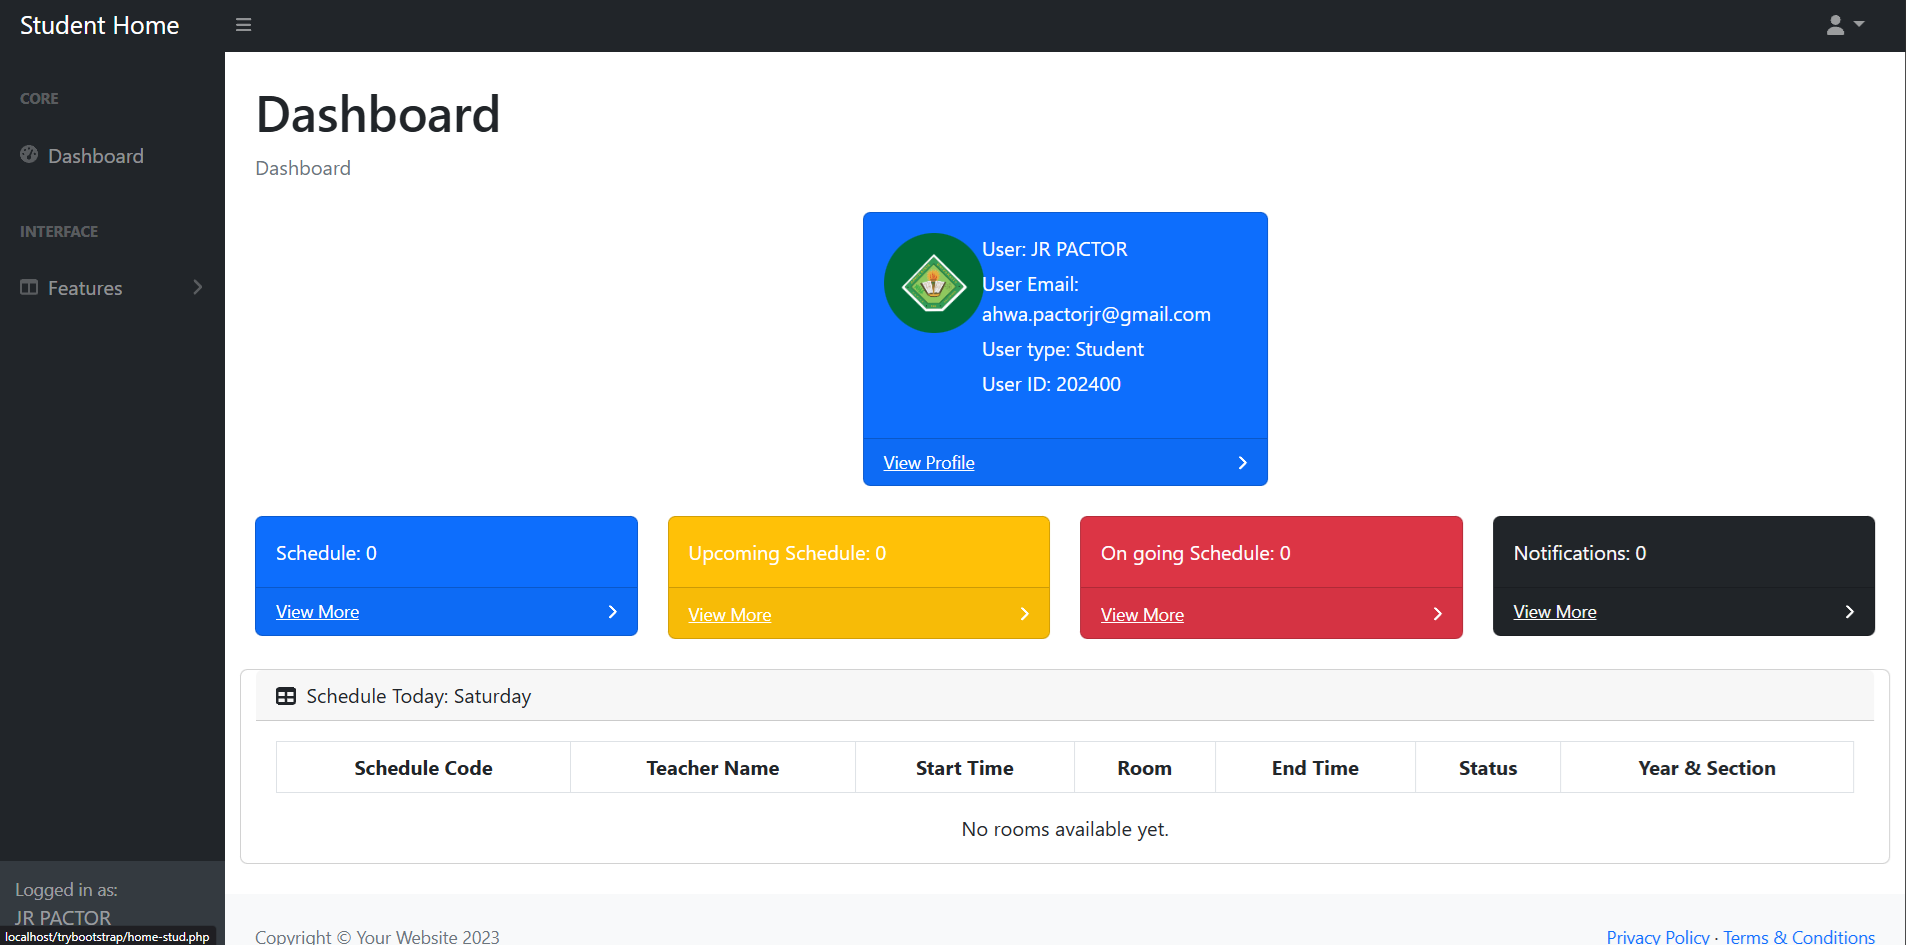 Student Home
CORE
Dashboard
INTERFACE
Features
Logged in as:
JR PACTOR
localhost/trybootstrap/home-stud.php
Dashboard
Dashboard
User: JR PACTOR
User Email:
ahwa.pactorjr@gmail.com
User type: Student
User ID: 202400
View Profile
Schedule: 0
View More
Upcoming Schedule: 0
View More
On going Schedule: 0
View More
Notifications: 0
View More
Schedule Today: Saturday
Schedule Code Teacher Name Start Time Room End Time Status Year & Section
No rooms available yet.
Copyright © Your Website 2023
Privacy Policy · Terms & Conditions